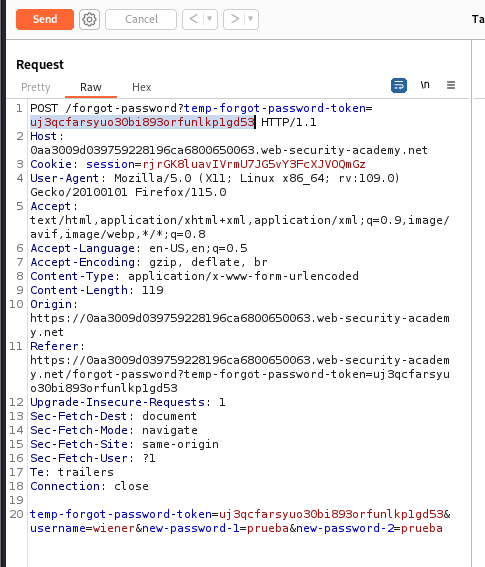 Send
Cancel
< >
Ta
Request
Pretty Raw Hex
\n
1 POST /forgot-password?temp-forgot-password-token=
uj3qcfarsyuo30bi893orfunlkp1gd53 HTTP/1.1
2 Host:
0aa3009d039759228196ca6800650063.web-security-academy.net
3 Cookie: session=rjrGK8luavIVrmU7JG5vY3FcXJVOQmGz
4 User-Agent: Mozilla/5.0 (X11; Linux x86_64; rv:109.0)
Gecko/20100101 Firefox/115.0
5 Accept:
text/html,application/xhtml+xml,application/xml;q=0.9,image/
avif,image/webp,*/*;q=0.8
6 Accept-Language: en-US,en;q=0.5
7 Accept-Encoding: gzip, deflate, br
8 Content-Type: application/x-www-form-urlencoded
9 Content-Length: 119
10 Origin:
https://0aa3009d039759228196ca6800650063.web-security-academ
y.net
11 Referer:
https://0aa3009d039759228196ca6800650063.web-security-academ
y.net/forgot-password?temp-forgot-password-token=uj3qcfarsyu
o30bi893orfunlkp1gd53
12 Upgrade-Insecure-Requests: 1
13 Sec-Fetch-Dest: document
14 Sec-Fetch-Mode: navigate
15 Sec-Fetch-Site: same-origin
16 Sec-Fetch-User: ?1
17 Te: trailers
18 Connection: close
19
20 temp-forgot-password-token=uj3qcfarsyuo30bi893orfunlkp1gd53&
username=wiener&new-password-1=prueba&new-password-2=prueba